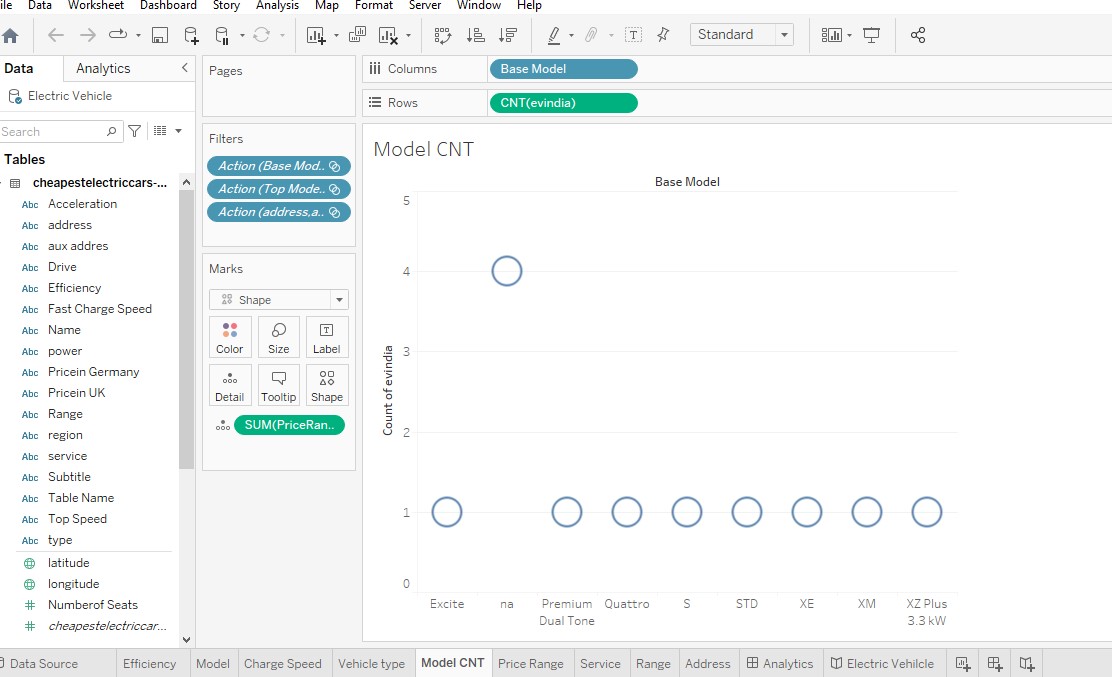 ile Data Worksheet Dashboard Story Analysis Map Format Server Window Help
Standard
Data Analytics
Electric Vehicle
Search
Tables
cheapestelectriccars-...
Abc Acceleration
Abc address
Abc aux addres
Abc Drive
Abc Efficiency
Abc Fast Charge Speed
Abc Name
Abc power
Abc Pricein Germany
Abc Pricein UK
Abc Range
Abc region
Abc service
Abc Subtitle
Abc Table Name
Abc Top Speed
Abc type
latitude
longitude
# Numberof Seats
# cheapestelectriccar...
Pages
Filters
Action (Base Mod..
Action (Top Mode..
Action (address,a..
Marks
Shape
Color Size Label
Detail Tooltip Shape
SUM(PriceRan..
Columns Base Model
Rows CNT(evindia)
Model CNT
Base Model
Count of evindia
5
4
3
2
1
0
Excite na Premium Dual Tone Quattro S STD XE XM XZ Plus 3.3 kW
Data Source Efficiency Model Charge Speed Vehicle type Model CNT Price Range Service Range Address Analytics Electric Vehilcle